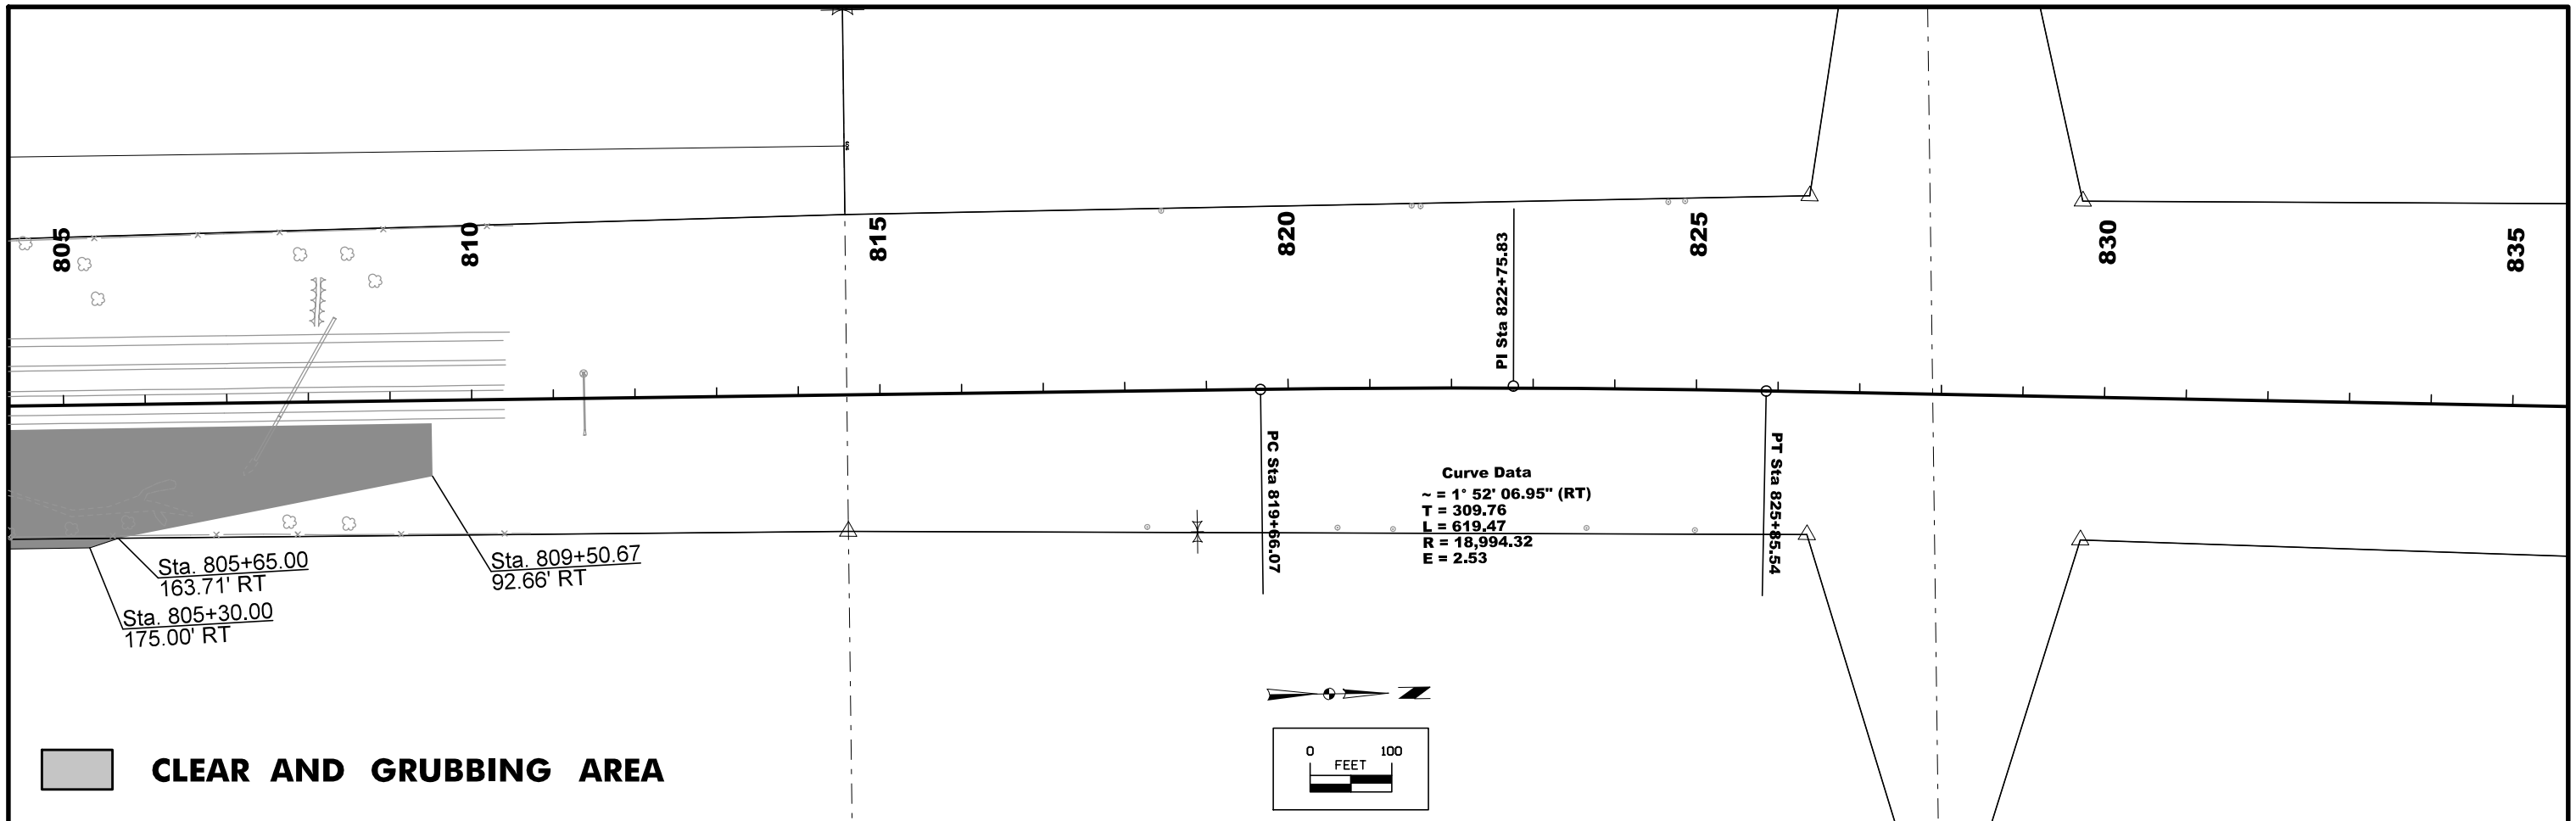 805
810
815
820
825
830
835
PI Sta 822+75.83
PC Sta 819+66.07
PT Sta 825+85.54
Curve Data
~ = 1° 52' 06.95" (RT)
T = 309.76
L = 619.47
R = 18,994.32
E = 2.53
Sta. 805+65.00
163.71' RT
Sta. 805+30.00
175.00' RT
Sta. 809+50.67
92.66' RT
Z
0 100
FEET
CLEAR AND GRUBBING AREA